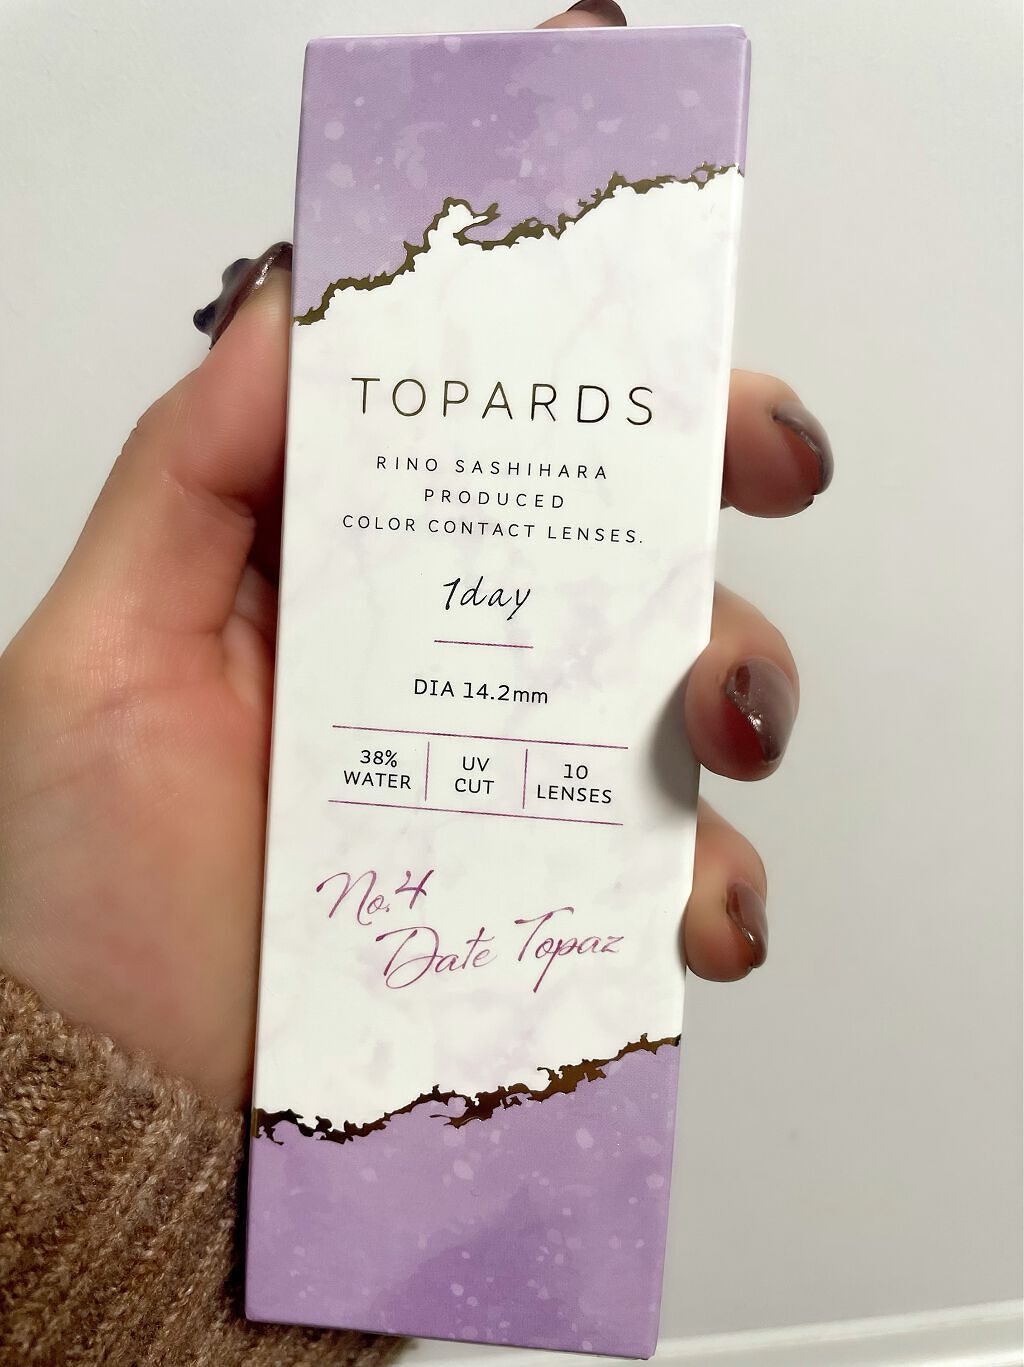 TOPARDS
RINO SASHIHARA
PRODUCED
COLOR CONTACT LENSES.
1day
DIA 14.2mm
38%
WATER
UV
CUT
10
LENSES
No.4
Date Topaz